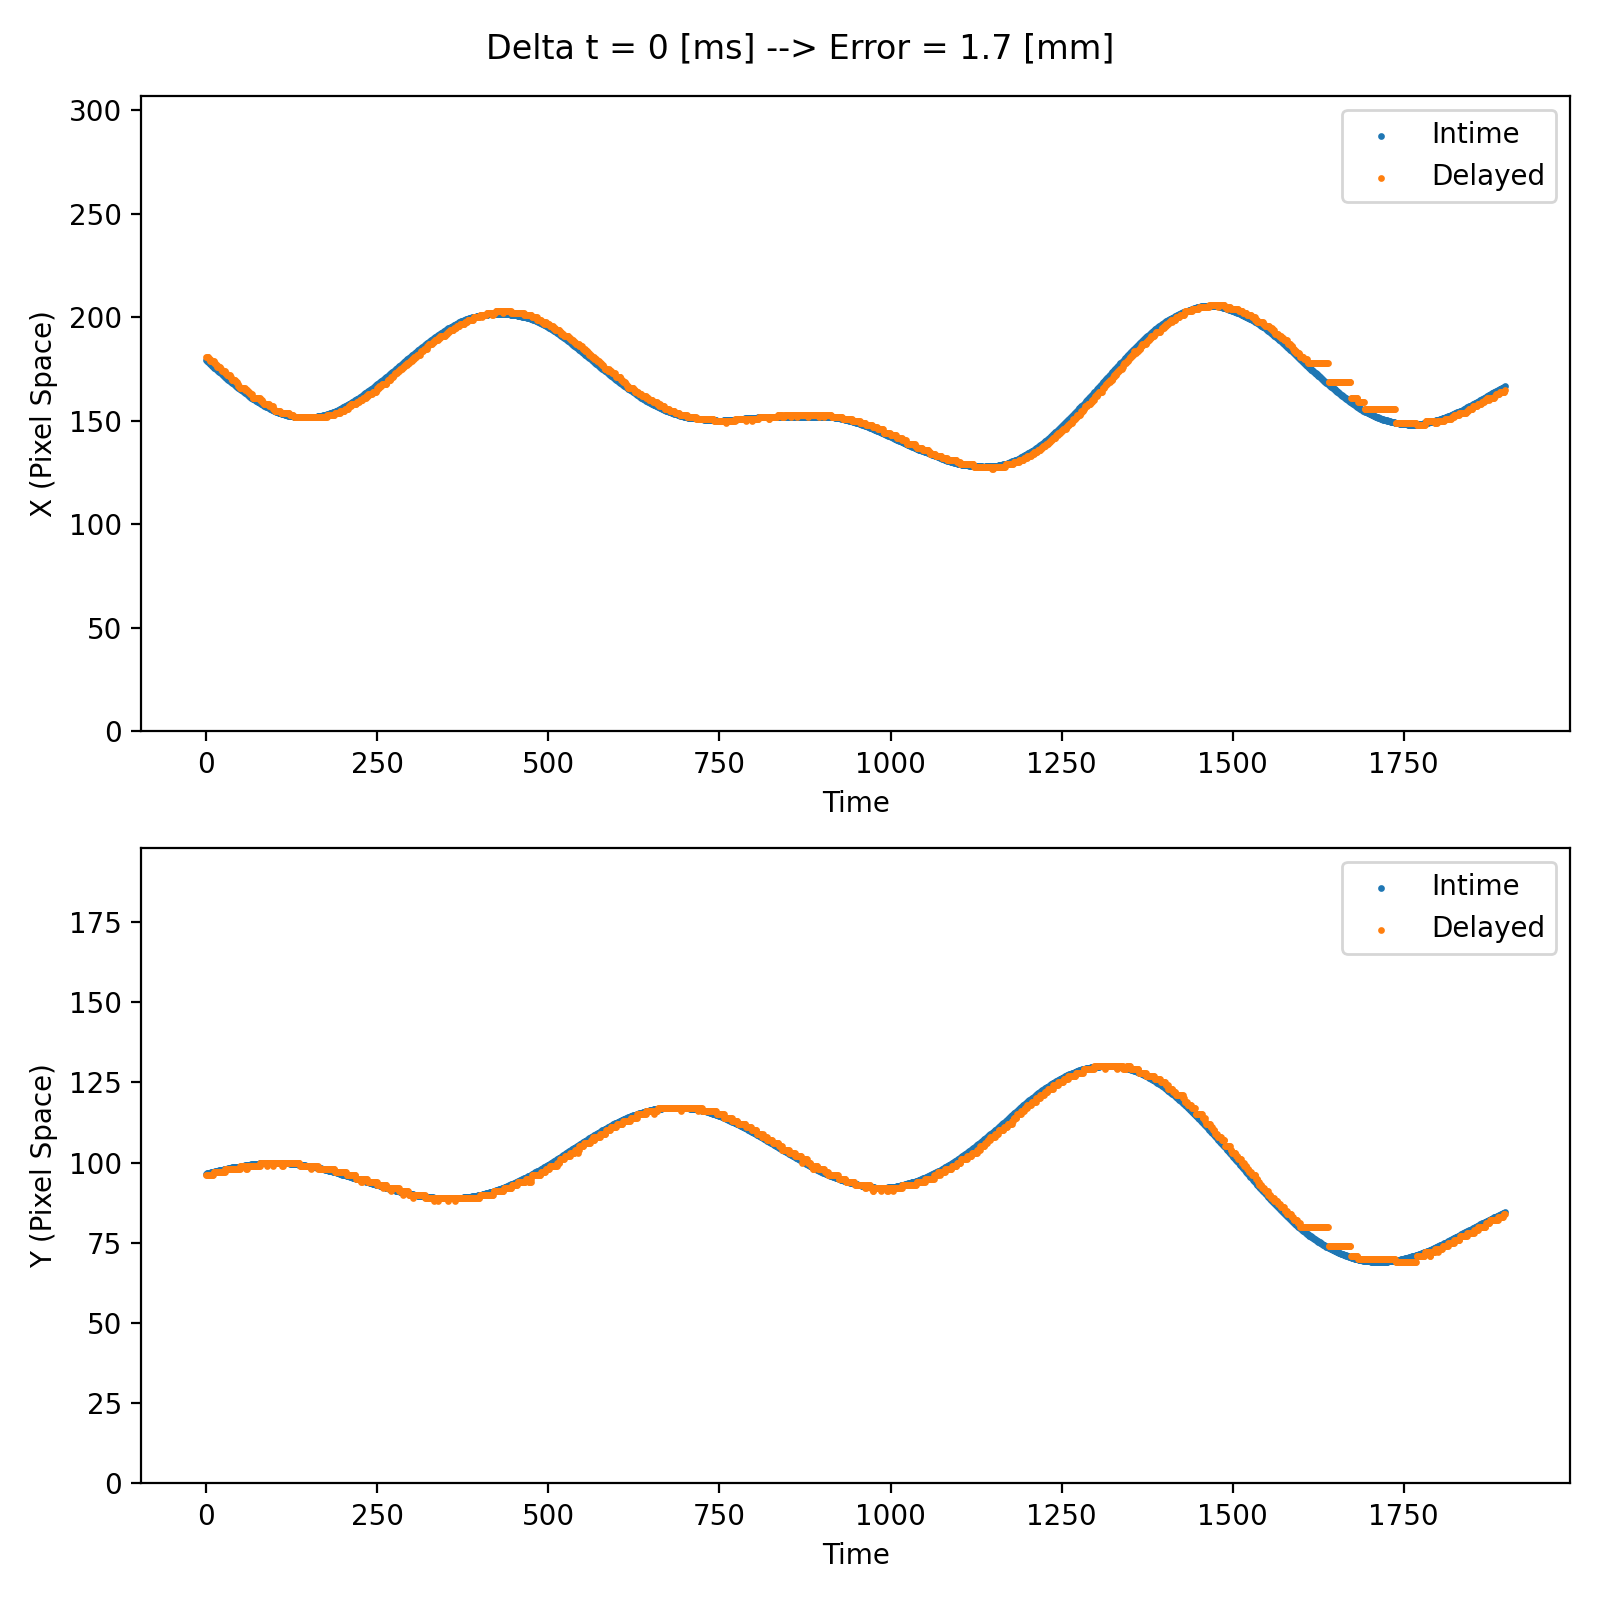 Delta t = 0 [ms] --> Error = 1.7 [mm]
300
250
200
150
100
50
0
X (Pixel Space)
Intime
Delayed
0 250 500 750 1000 1250 1500 1750
Time
175
150
125
100
75
50
25
0
Y (Pixel Space)
Intime
Delayed
0 250 500 750 1000 1250 1500 1750
Time